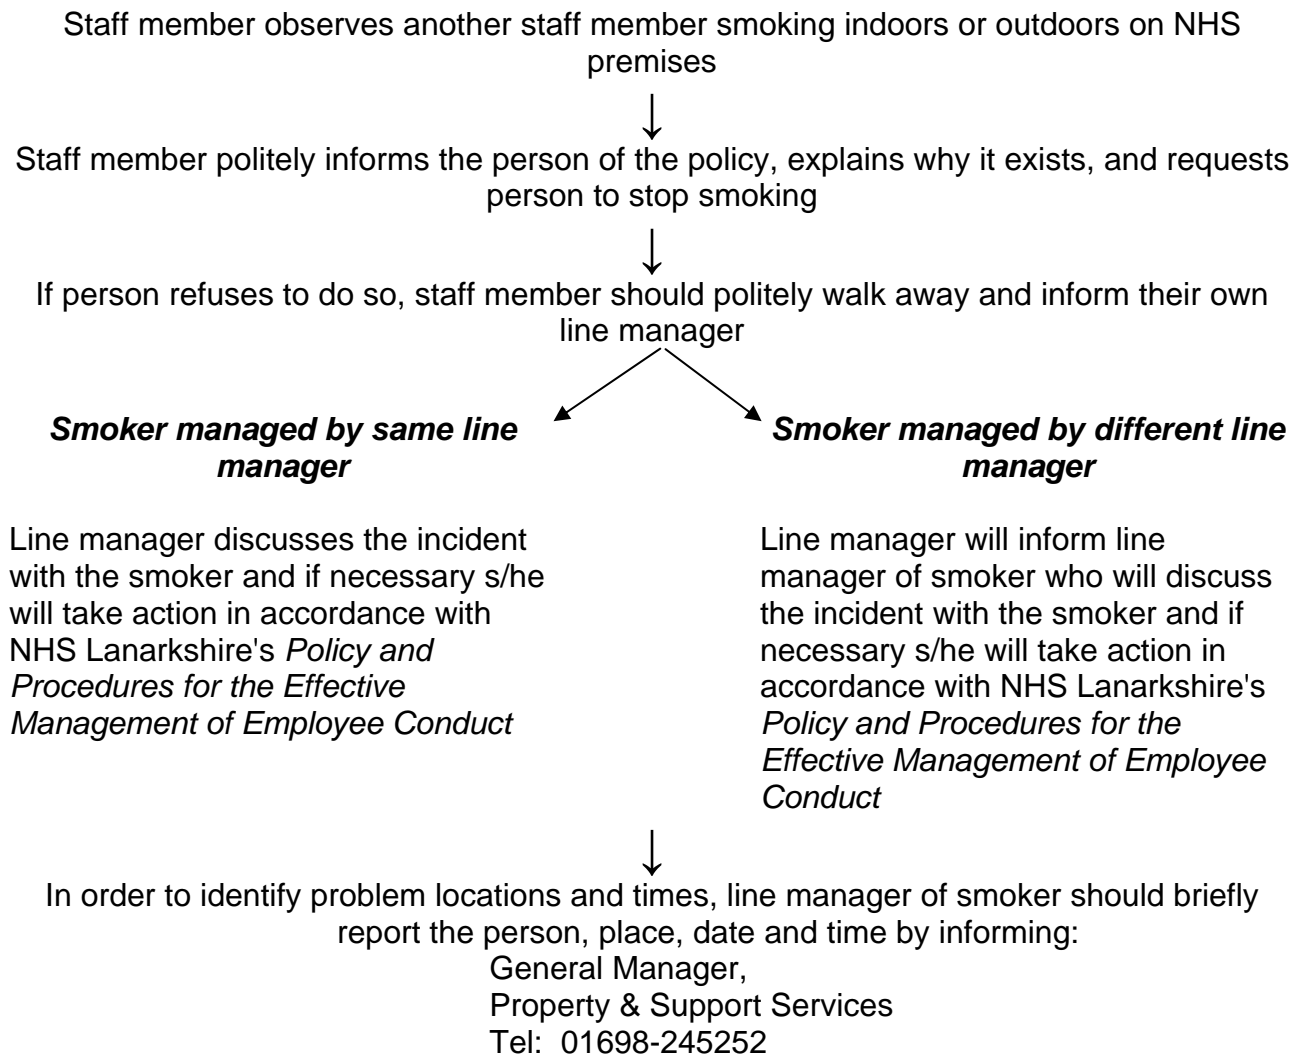 Staff member observes another staff member smoking indoors or outdoors on NHS
premises
Staff member politely informs the person of the policy, explains why it exists, and requests
person to stop smoking
If person refuses to do so, staff member should politely walk away and inform their own
line manager
Smoker managed by same line
manager
Line manager discusses the incident
with the smoker and if necessary s/he
will take action in accordance with
NHS Lanarkshire's Policy and
Procedures for the Effective
Management of Employee Conduct
Smoker managed by different line
manager
Line manager will inform line
manager of smoker who will discuss
the incident with the smoker and if
necessary s/he will take action in
accordance with NHS Lanarkshire's
Policy and Procedures for the
Effective Management of Employee
Conduct
In order to identify problem locations and times, line manager of smoker should briefly
report the person, place, date and time by informing:
General Manager,
Property & Support Services
Tel: 01698-245252